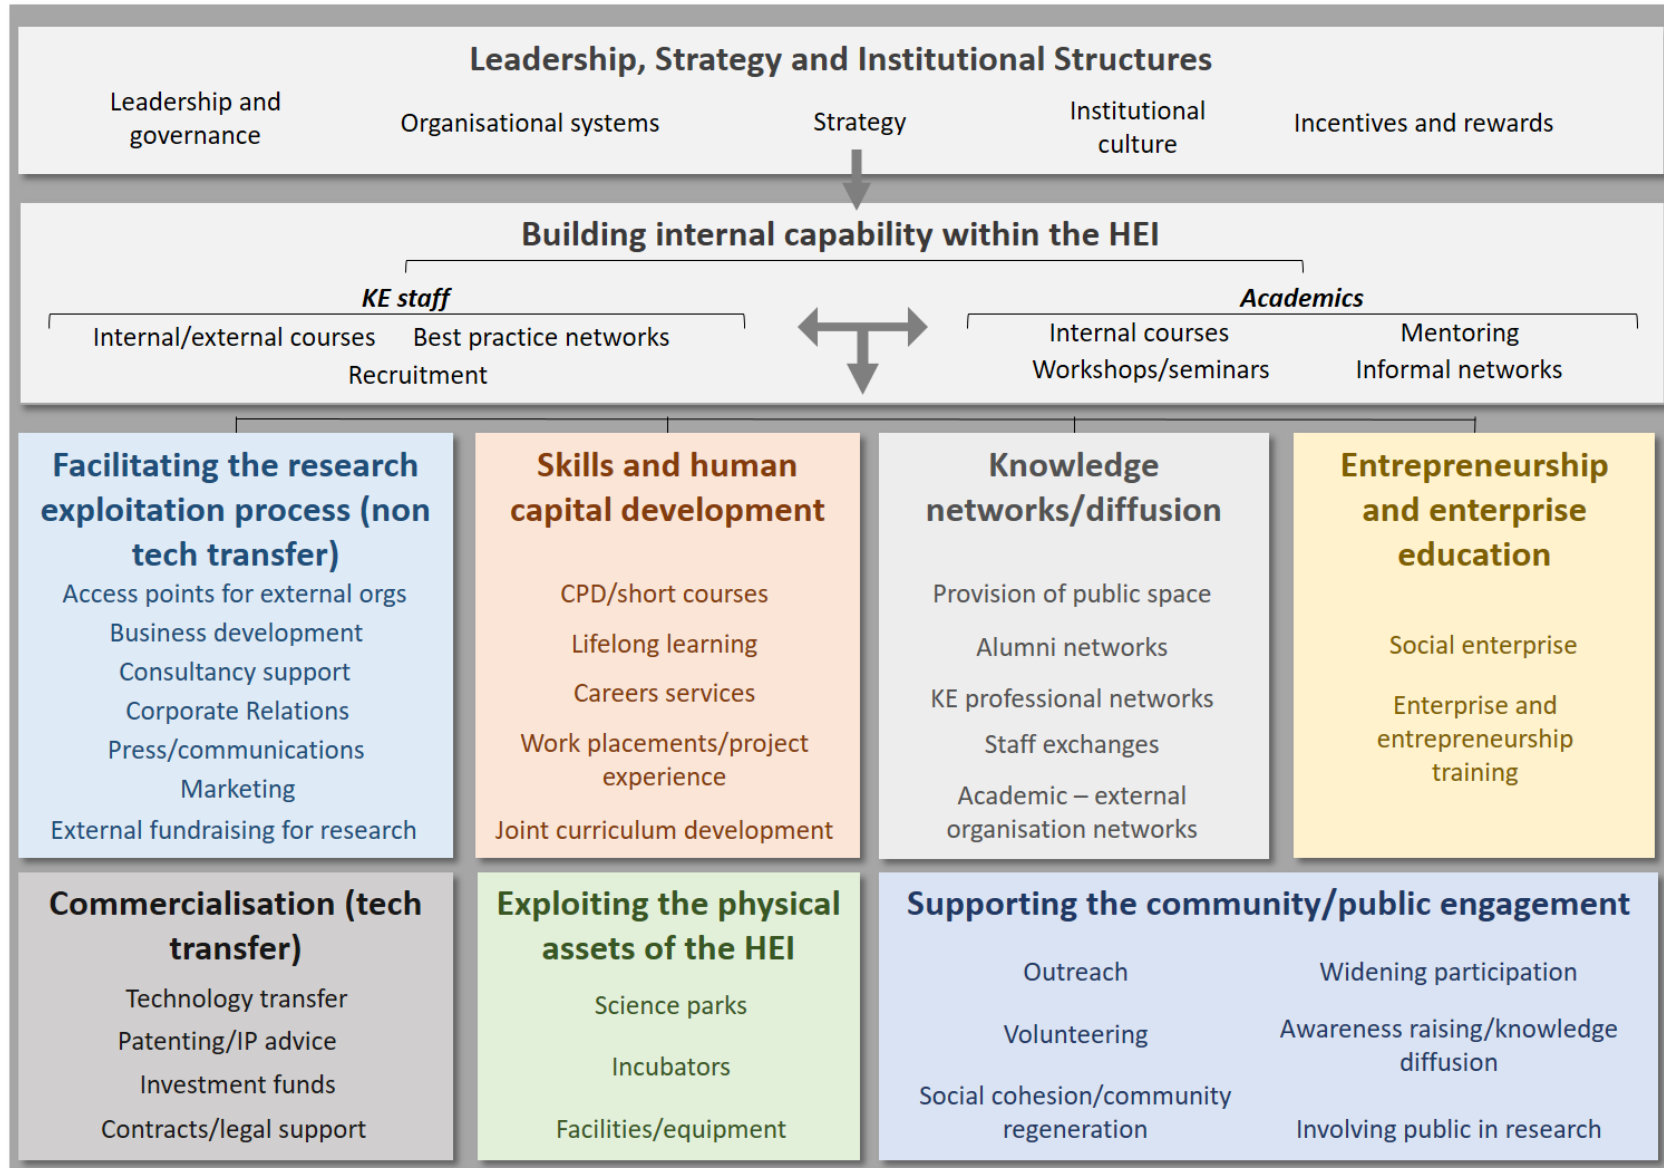 Leadership, Strategy and Institutional Structures
Leadership and
governance
Organisational systems
Strategy
Institutional
culture
Incentives and rewards
Building internal capability within the HEI
KE staff
Internal/external courses
Best practice networks
Recruitment
Academics
Internal courses
Mentoring
Workshops/seminars
Informal networks
Facilitating the research
exploitation process (non
tech transfer)
Access points for external orgs
Business development
Consultancy support
Corporate Relations
Press/communications
Marketing
External fundraising for research
Skills and human
capital development
CPD/short courses
Lifelong learning
Careers services
Work placements/project
experience
Joint curriculum development
Knowledge
networks/diffusion
Provision of public space
Alumni networks
KE professional networks
Staff exchanges
Academic – external
organisation networks
Entrepreneurship
and enterprise
education
Social enterprise
Enterprise and
entrepreneurship
training
Commercialisation (tech
transfer)
Technology transfer
Patenting/IP advice
Investment funds
Contracts/legal support
Exploiting the physical
assets of the HEI
Science parks
Incubators
Facilities/equipment
Supporting the community/public engagement
Outreach
Widening participation
Volunteering
Awareness raising/knowledge
diffusion
Social cohesion/community
regeneration
Involving public in research